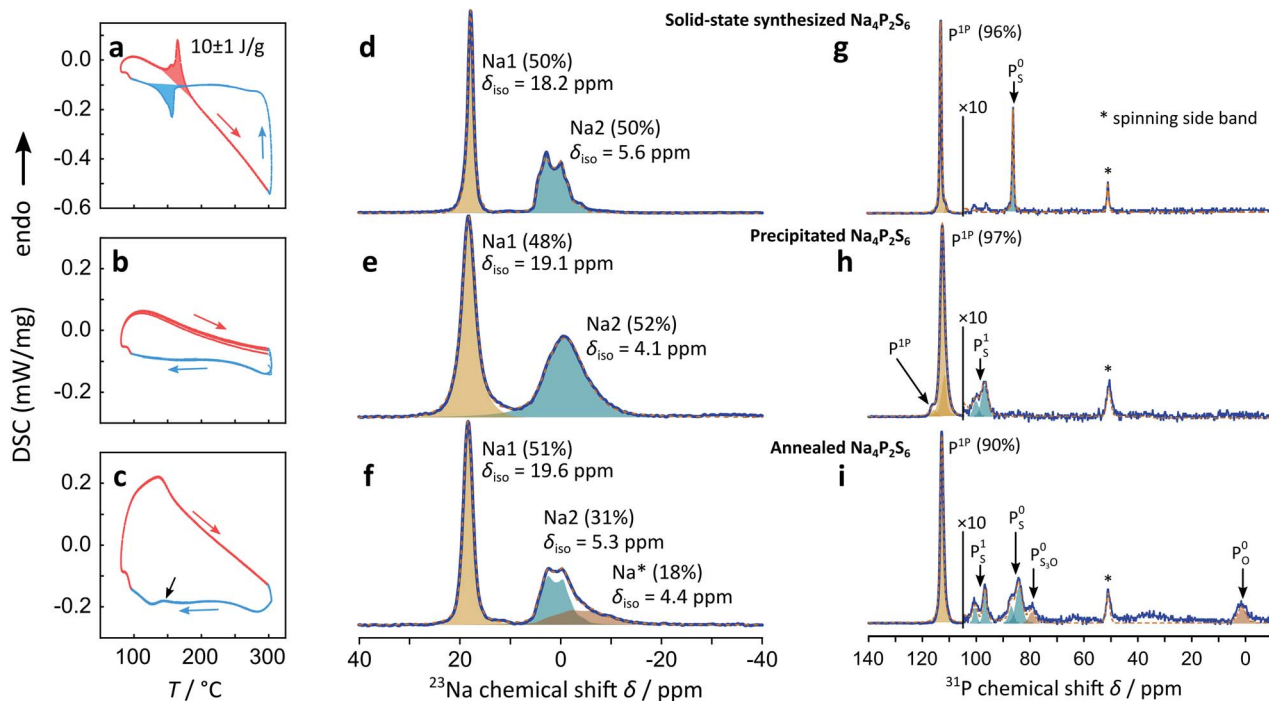 DSC (mW/mg)
endo
a
10±1 J/g
0.0
-0.2
-0.4
-0.6
b
0.2
0.0
-0.2
c
0.2
0.0
-0.2
100
200
300
T / °C
Solid-state synthesized Na₄P₂S₆
d
Na1 (50%)
δiso = 18.2 ppm
Na2 (50%)
δiso = 5.6 ppm
g
P¹ᴾ (96%)
×10
P⁰S
* spinning side band
*
Precipitated Na₄P₂S₆
e
Na1 (48%)
δiso = 19.1 ppm
Na2 (52%)
δiso = 4.1 ppm
h
P¹ᴾ (97%)
×10
P¹ᴾ
P¹S
*
Annealed Na₄P₂S₆
f
Na1 (51%)
δiso = 19.6 ppm
Na2 (31%)
δiso = 5.3 ppm
Na* (18%)
δiso = 4.4 ppm
i
P¹ᴾ (90%)
×10
P¹S
P⁰S
P⁰S₃O
*
P⁰O
40
20
0
-20
-40
²³Na chemical shift δ / ppm
140
120
100
80
60
40
20
0
³¹P chemical shift δ / ppm